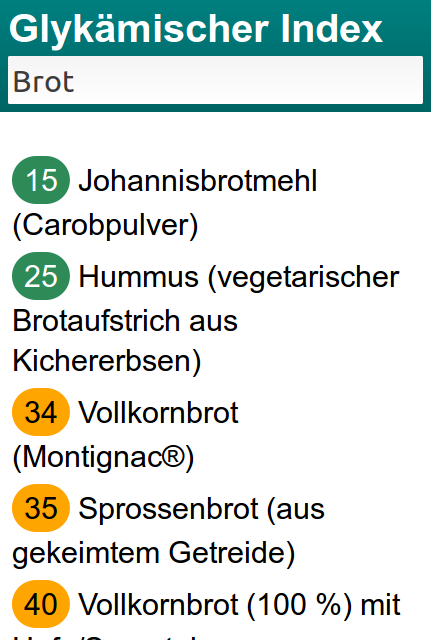 Glykämischer Index
Brot
15 Johannisbrotmehl
(Carobpulver)
25 Hummus (vegetarischer
Brotaufstrich aus
Kichererbsen)
34 Vollkornbrot
(Montignac®)
35 Sprossenbrot (aus
gekeimtem Getreide)
40 Vollkornbrot (100 %) mit